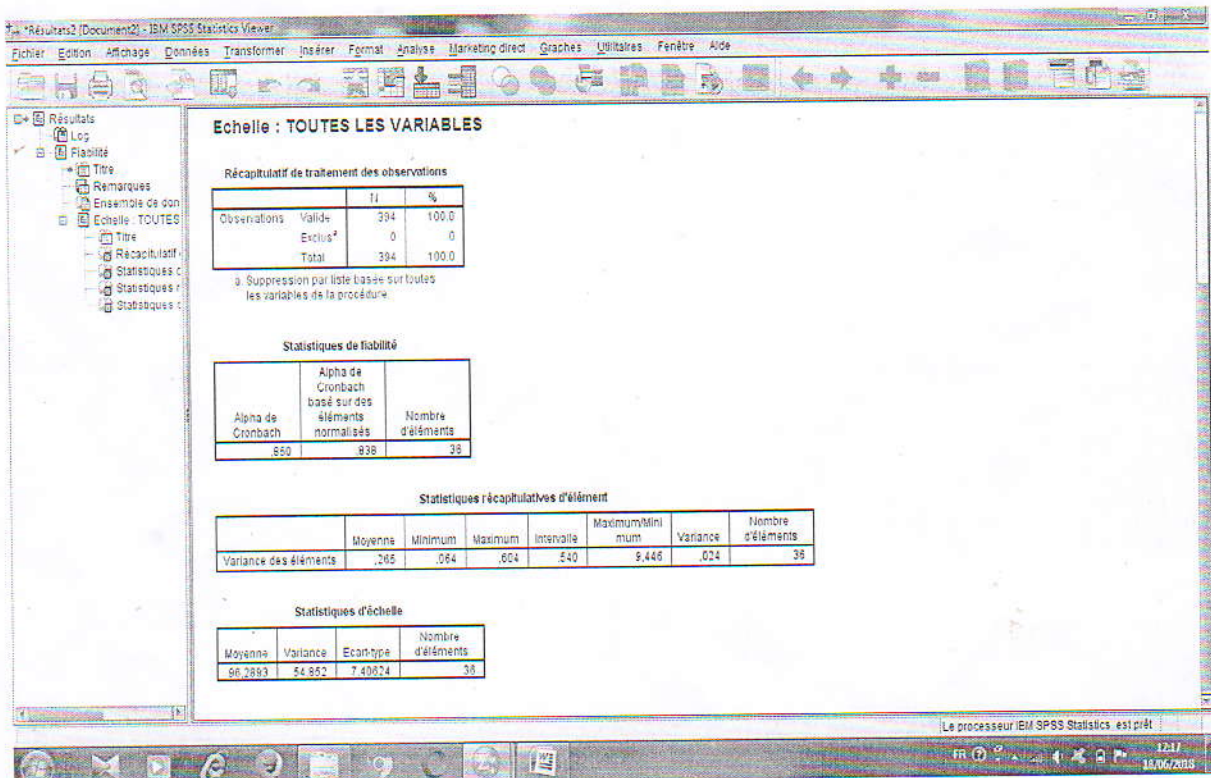 *Résultats2 [Document2] - IBM SPSS Statistics Viewer
Fichier Edition Affichage Données Transformer Insérer Format Analyse Marketing direct Graphes Utilitaires Fenêtre Aide
Résultats
Log
Fiabilité
Titre
Remarques
Ensemble de don
Echelle : TOUTES
Titre
Récapitulatif
Statistiques
Statistiques
Statistiques
Echelle : TOUTES LES VARIABLES
Récapitulatif de traitement des observations
N %
Observations Valide 394 100.0
Exclus a 0 0
Total 394 100.0
a. Suppression par liste basée sur toutes
les variables de la procédure.
Statistiques de fiabilité
Alpha de Cronbach
Alpha de Cronbach basé sur des éléments normalisés
Nombre d'éléments
.850 .838 36
Statistiques récapitulatives d'élément
Moyenne Minimum Maximum Intervalle Maximum/Minimum Variance Nombre d'éléments
Variance des éléments .265 .064 .604 .540 9,446 .024 36
Statistiques d'échelle
Moyenne Variance Ecart-type Nombre d'éléments
96,2893 54,852 7,40624 36
Le processeur IBM SPSS Statistics est prêt
FR
12:17
18/06/2018